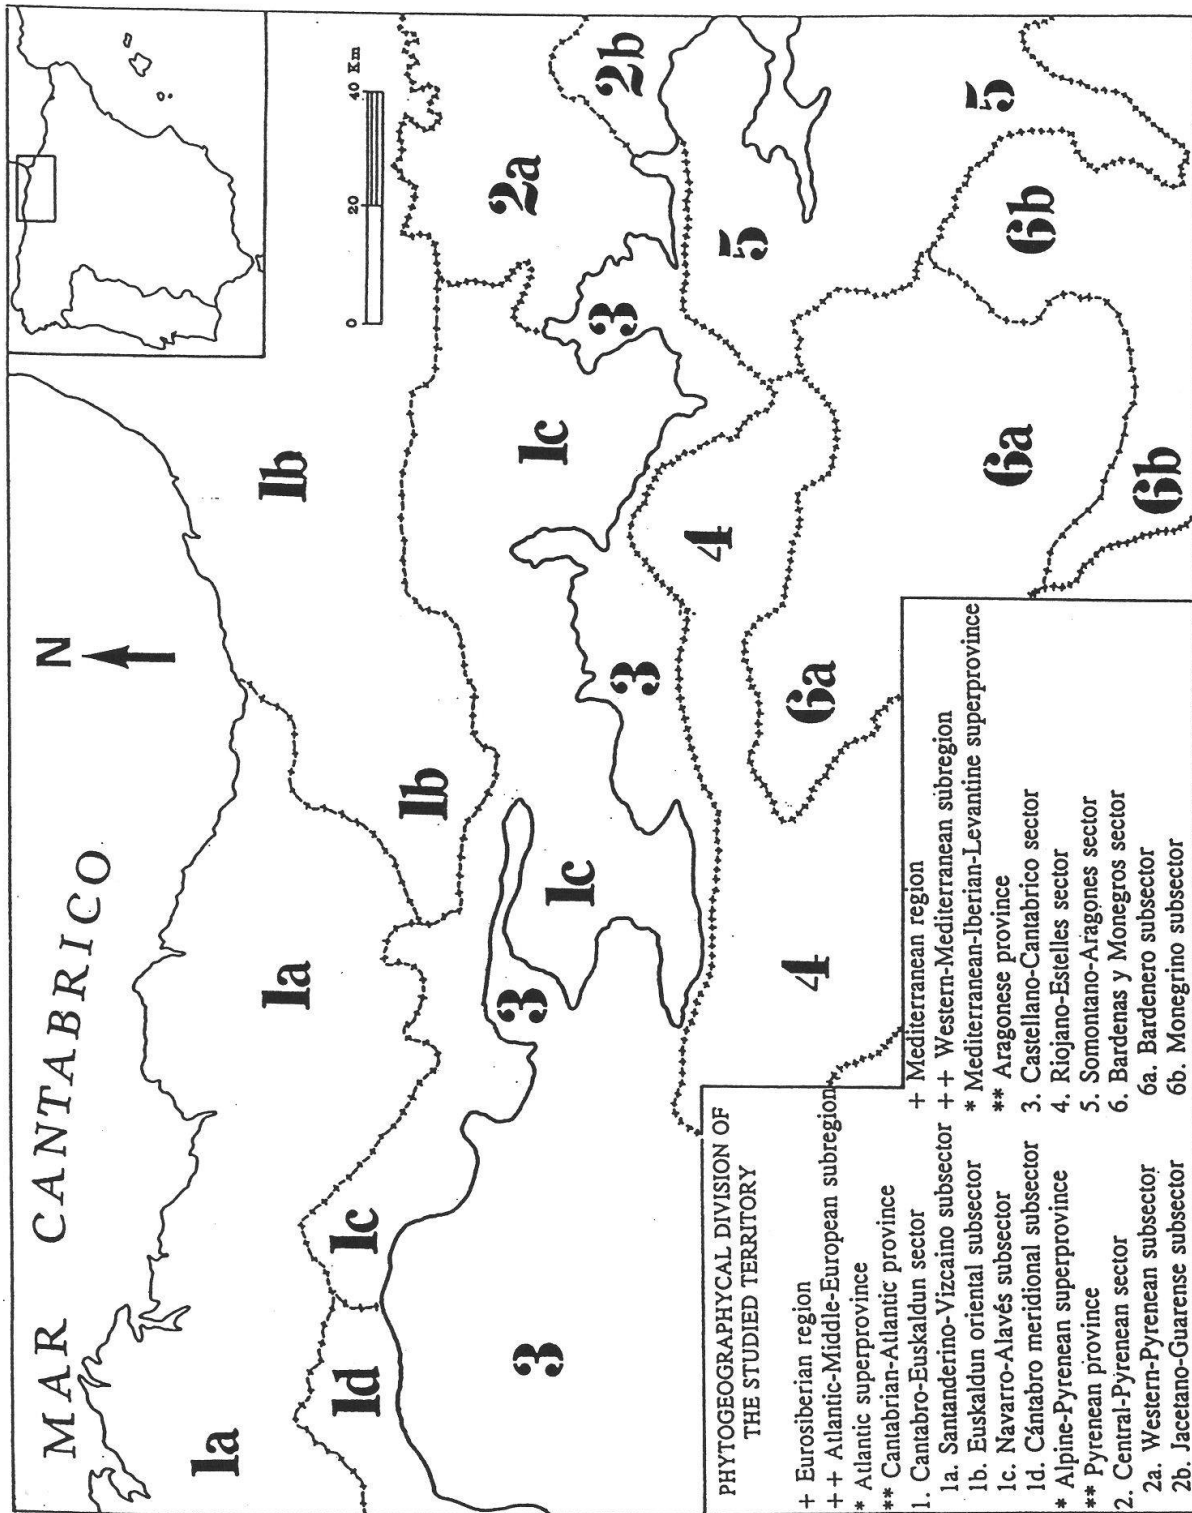 MAR CANTABRICO
N
0 20 40 Km
1a
1a
1b
1b
1c
1c
1c
1d
2a
2b
3
3
3
3
4
4
5
5
6a
6a
6b
6b
PHYTOGEOGRAPHYCAL DIVISION OF
THE STUDIED TERRITORY
+ Eurosiberian region
+ + Atlantic-Middle-European subregion
* Atlantic superprovince
** Cantabrian-Atlantic province
1. Cantabro-Euskaldun sector
1a. Santanderino-Vizcaino subsector
1b. Euskaldun oriental subsector
1c. Navarro-Alavés subsector
1d. Cántabro meridional subsector
* Alpine-Pyrenean superprovince
** Pyrenean province
2. Central-Pyrenean sector
2a. Western-Pyrenean subsector
2b. Jacetano-Guarense subsector
+ Mediterranean region
+ + Western-Mediterranean subregion
* Mediterranean-Iberian-Levantine superprovince
** Aragonese province
3. Castellano-Cantabrico sector
4. Riojano-Estelles sector
5. Somontano-Aragones sector
6. Bardenas y Monegros sector
6a. Bardenero subsector
6b. Monegrino subsector